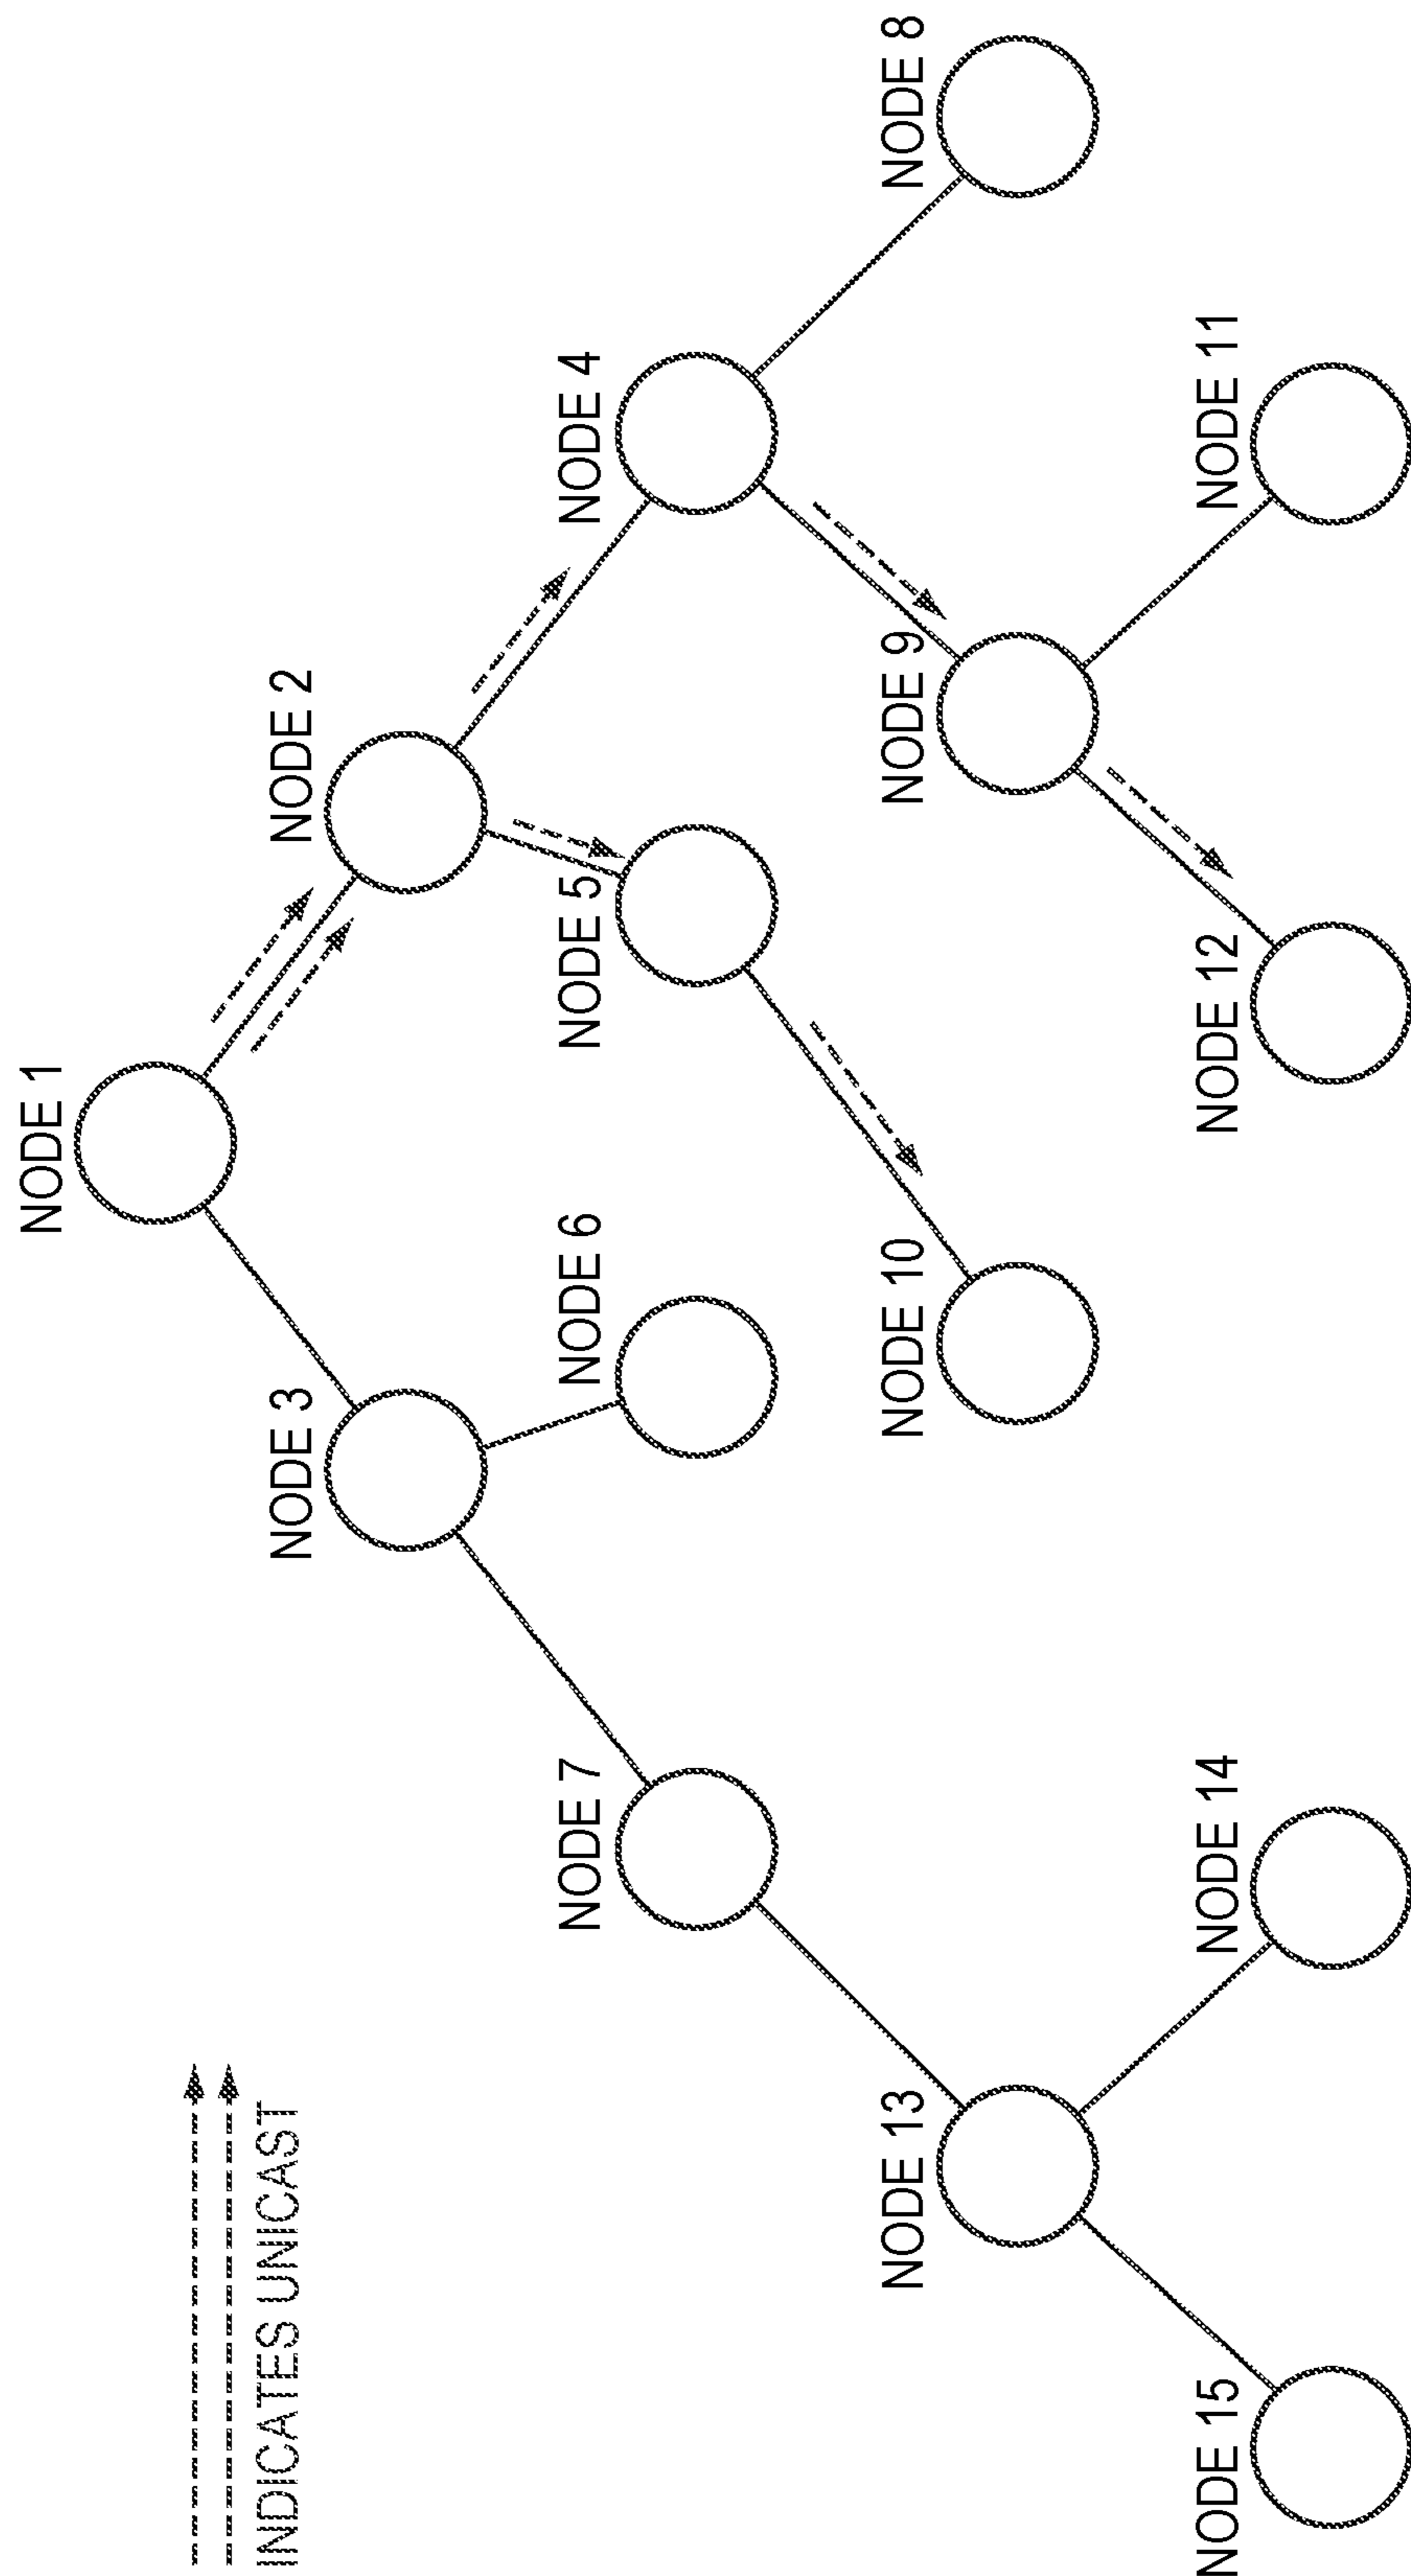 NODE 1
NODE 3
NODE 2
NODE 7
NODE 6
NODE 5
NODE 4
NODE 13
NODE 10
NODE 9
NODE 8
NODE 15
NODE 14
NODE 12
NODE 11
INDICATES UNICAST